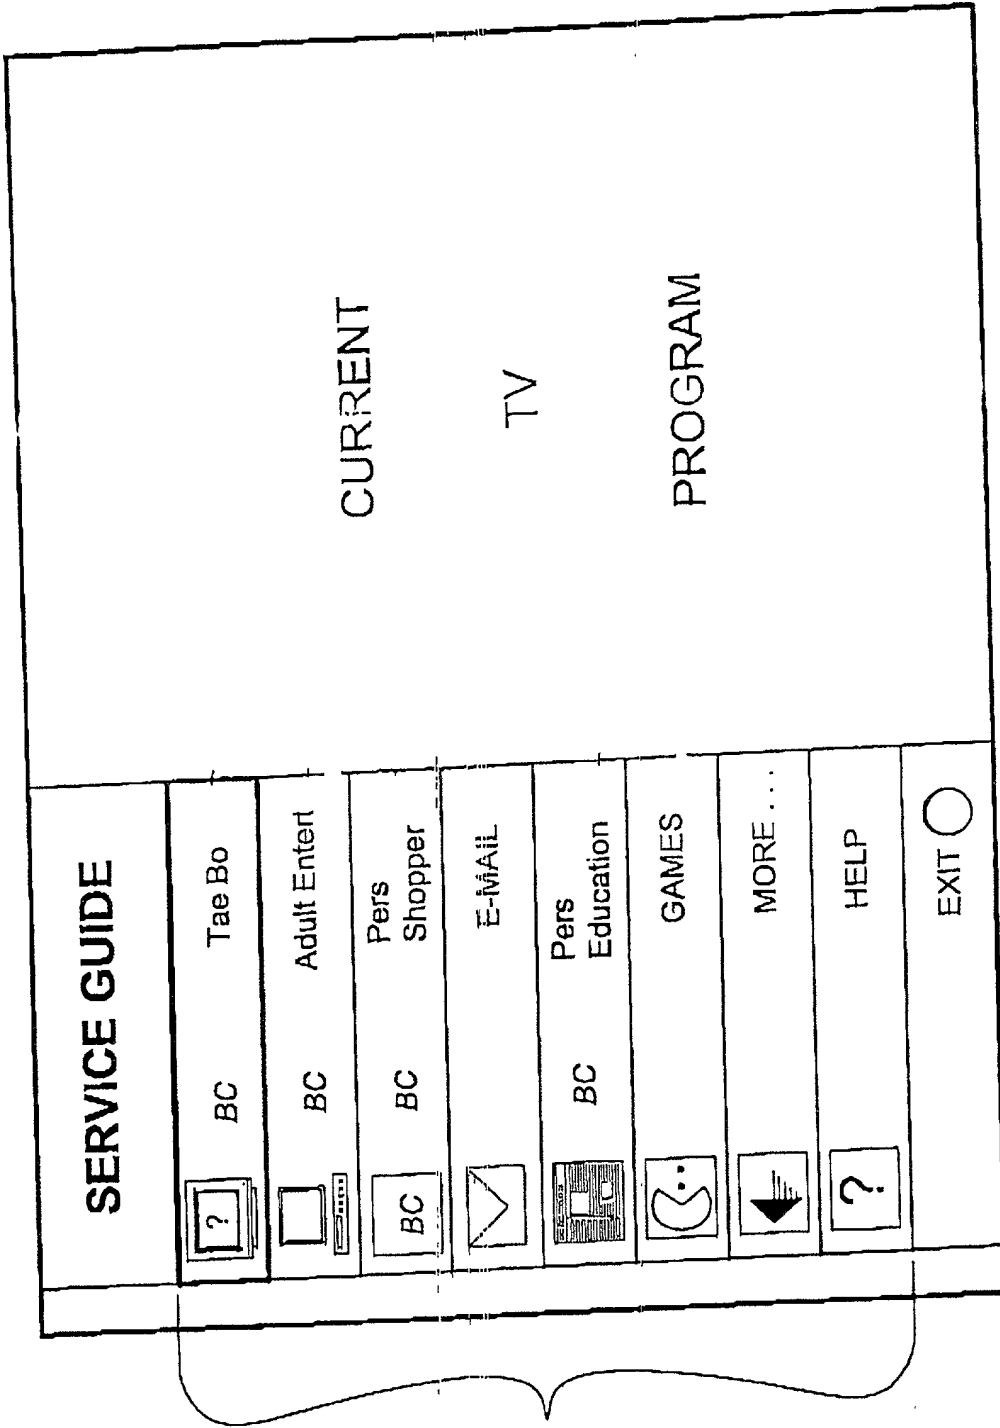 SERVICE GUIDE
? BC Tae Bo
BC Adult Entert
BC BC Pers
Shopper
E-MAIL
BC Pers
Education
GAMES
MORE . . . .
? HELP
EXIT
CURRENT
TV
PROGRAM